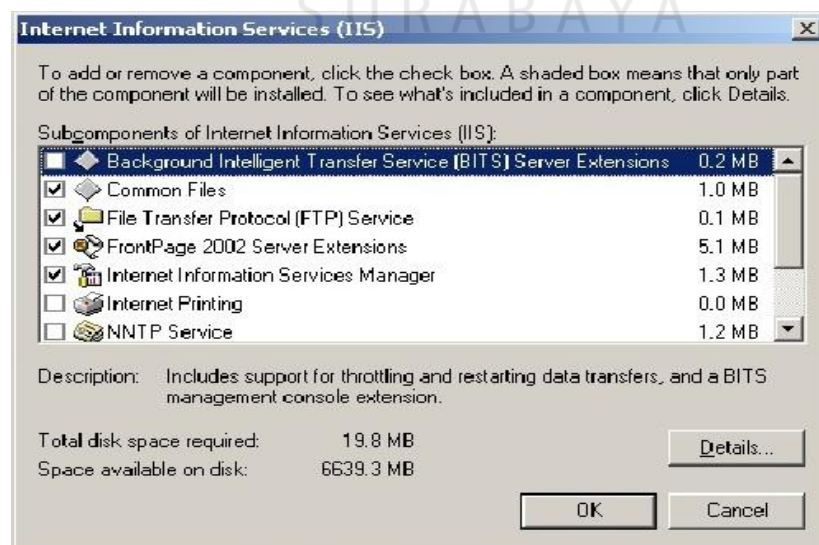 SURABAYA
Internet Information Services (IIS)
To add or remove a component, click the check box. A shaded box means that only part
of the component will be installed. To see what's included in a component, click Details.
Subcomponents of Internet Information Services (IIS):
Background Intelligent Transfer Service (BITS) Server Extensions 0.2 MB
Common Files 1.0 MB
File Transfer Protocol (FTP) Service 0.1 MB
FrontPage 2002 Server Extensions 5.1 MB
Internet Information Services Manager 1.3 MB
Internet Printing 0.0 MB
NNTP Service 1.2 MB
Description: Includes support for throttling and restarting data transfers, and a BITS
management console extension.
Total disk space required: 19.8 MB
Space available on disk: 6639.3 MB
Details...
OK Cancel